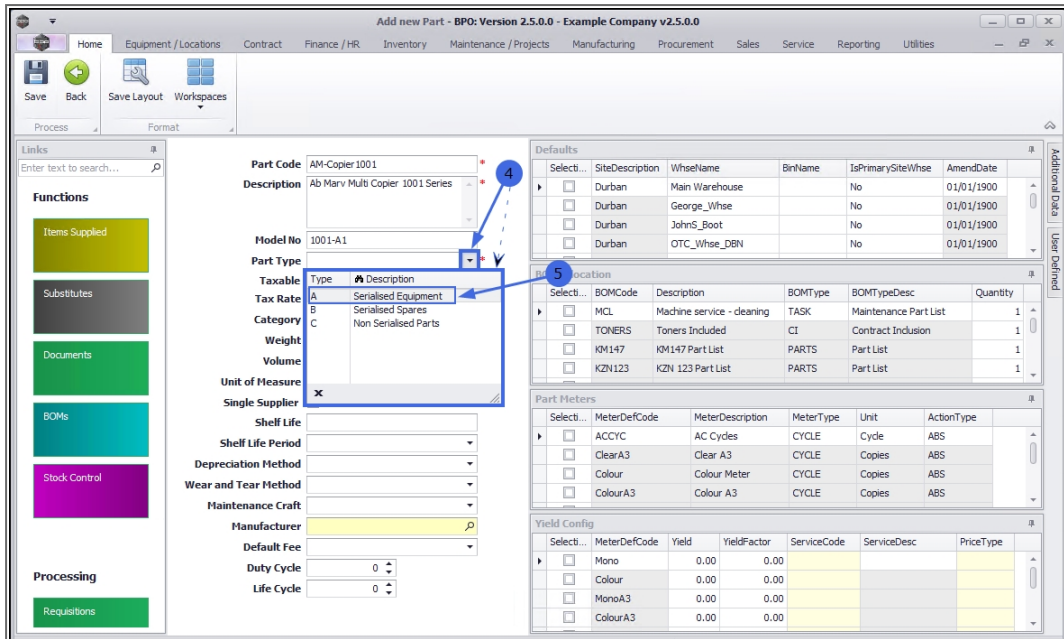 Add new Part - BPO: Version 2.5.0.0 - Example Company v2.5.0.0
Home Equipment / Locations Contract Finance / HR Inventory Maintenance / Projects Manufacturing Procurement Sales Service Reporting Utilities
Save Back Save Layout Workspaces
Process Format
Links
Enter text to search...
Functions
Items Supplied
Substitutes
Documents
BOMs
Stock Control
Processing
Requisitions
Part Code AM-Copier1001 *
Description Ab Marv Multi Copier 1001 Series *
4
Model No 1001-A1
Part Type *
Taxable
Tax Rate
Category
Weight
Volume
Unit of Measure
Single Supplier
Type Description
A Serialised Equipment
B Serialised Spares
C Non Serialised Parts
x
5
Shelf Life
Shelf Life Period
Depreciation Method
Wear and Tear Method
Maintenance Craft
Manufacturer
Default Fee
Duty Cycle 0
Life Cycle 0
Defaults
Selecti... SiteDescription WhseName BinName IsPrimarySiteWhse AmendDate
Durban Main Warehouse No 01/01/1900
Durban George_Whse No 01/01/1900
Durban JohnS_Boot No 01/01/1900
Durban OTC_Whse_DBN No 01/01/1900
Selecti... BOMCode Description BOMType BOMTypeDesc Quantity
MCL Machine service - cleaning TASK Maintenance Part List 1
TONERS Toners Included CI Contract Inclusion 1
KM147 KM147 Part List PARTS Part List 1
KZN123 KZN 123 Part List PARTS Part List 1
Part Meters
Selecti... MeterDefCode MeterDescription MeterType Unit ActionType
ACCYC AC Cycles CYCLE Cycle ABS
ClearA3 Clear A3 CYCLE Copies ABS
Colour Colour Meter CYCLE Copies ABS
ColourA3 Colour A3 CYCLE Copies ABS
Yield Config
Selecti... MeterDefCode Yield YieldFactor ServiceCode ServiceDesc PriceType
Mono 0.00 0.00
Colour 0.00 0.00
MonoA3 0.00 0.00
ColourA3 0.00 0.00
Additional Data
User Defined